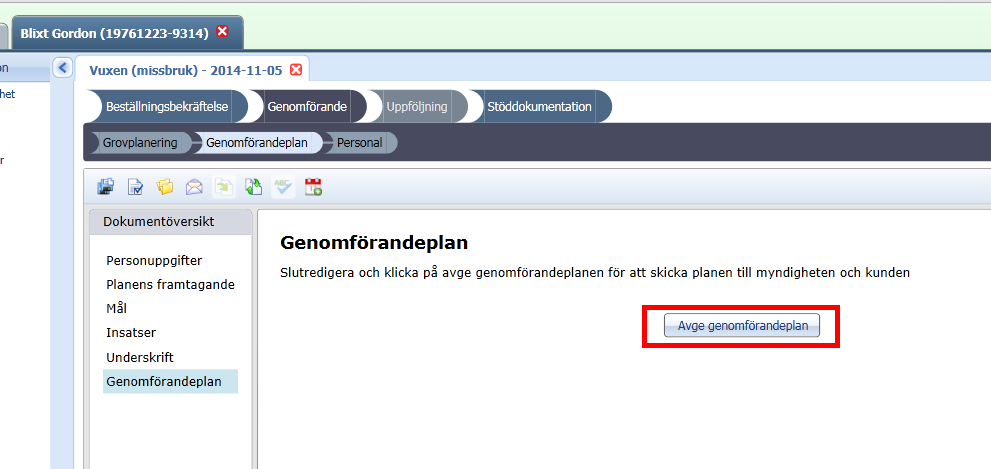 Blixt Gordon (19761223-9314)
on
Vuxen (missbruk) - 2014-11-05
het
Beställningsbekräftelse
Genomförande
Uppföljning
Stöddokumentation
Grovplanering
Genomförandeplan
Personal
r
ABC
Dokumentöversikt
Personuppgifter
Planens framtagande
Mål
Insatser
Underskrift
Genomförandeplan
Genomförandeplan
Slutredigera och klicka på avge genomförandeplanen för att skicka planen till myndigheten och kunden
Avge genomförandeplan